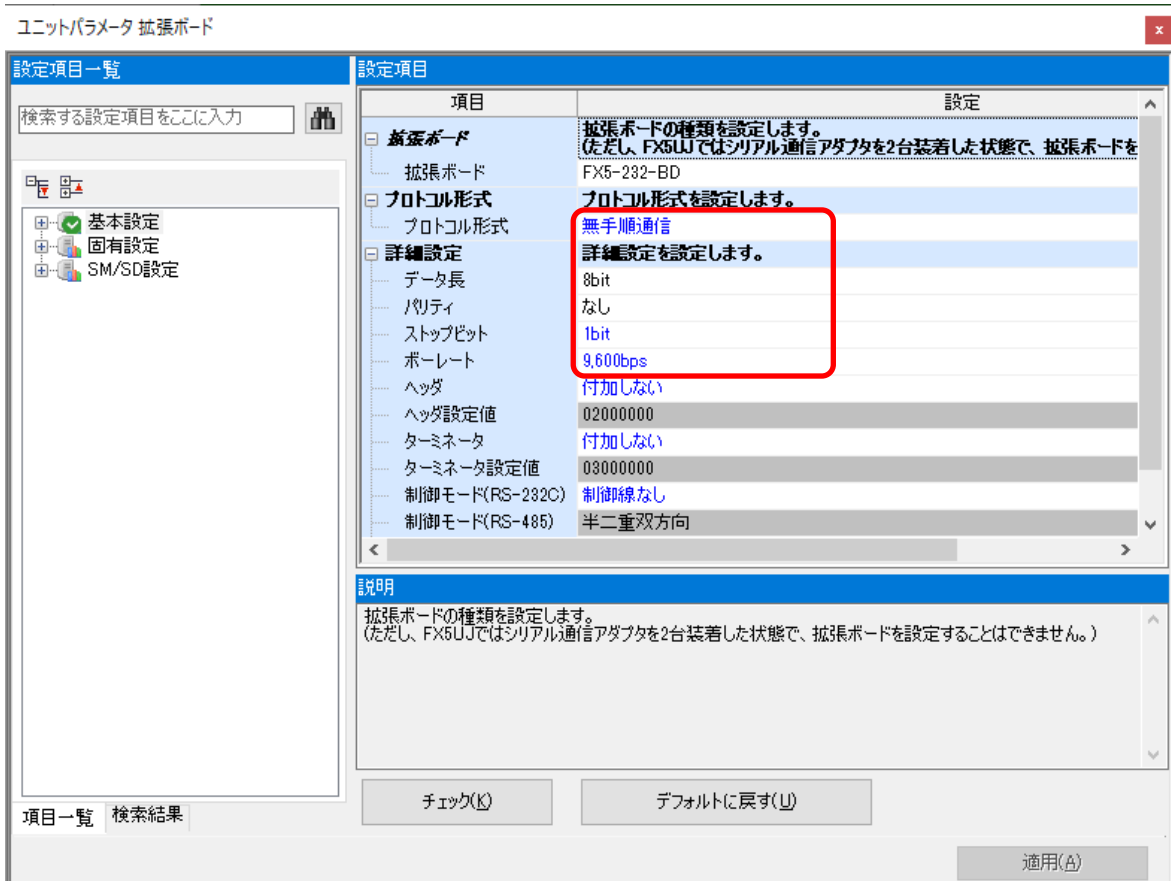 ユニットパラメータ 拡張ボード
x
設定項目一覧
検索する設定項目をここに入力
基本設定
固有設定
SM/SD設定
項目一覧 検索結果
設定項目
項目 設定
拡張ボード 拡張ボードの種類を設定します。
(ただし、FX5UJではシリアル通信アダプタを2台装着した状態で、拡張ボードを
拡張ボード FX5-232-BD
プロトコル形式 プロトコル形式を設定します。
プロトコル形式 無手順通信
詳細設定 詳細設定を設定します。
データ長 8bit
パリティ なし
ストップビット 1bit
ボーレート 9,600bps
ヘッダ 付加しない
ヘッダ設定値 02000000
ターミネータ 付加しない
ターミネータ設定値 03000000
制御モード(RS-232C) 制御線なし
制御モード(RS-485) 半二重双方向
説明
拡張ボードの種類を設定します。
(ただし、FX5UJではシリアル通信アダプタを2台装着した状態で、拡張ボードを設定することはできません。)
チェック(K) デフォルトに戻す(U)
適用(A)